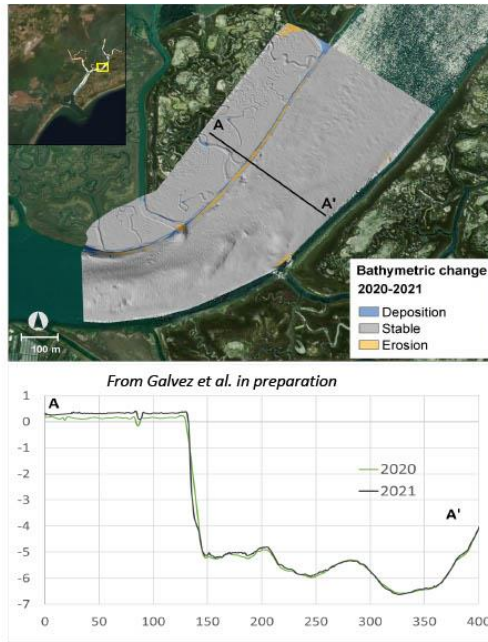 A
A'
Bathymetric change
2020-2021
Deposition
Stable
Erosion
100 m
From Galvez et al. in preparation
1
0
-1
-2
-3
-4
-5
-6
-7
A
2020
2021
A'
0
50
100
150
200
250
300
350
400